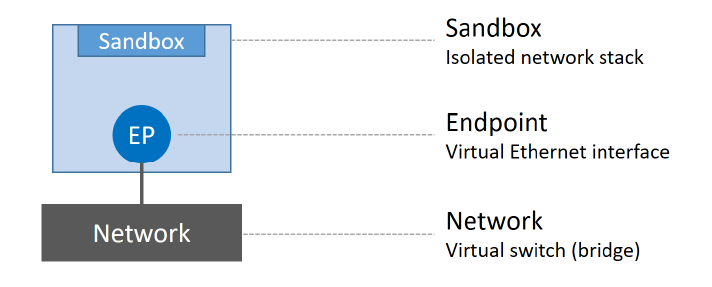 Sandbox
Sandbox
Isolated network stack
EP
Endpoint
Virtual Ethernet interface
Network
Network
Virtual switch (bridge)